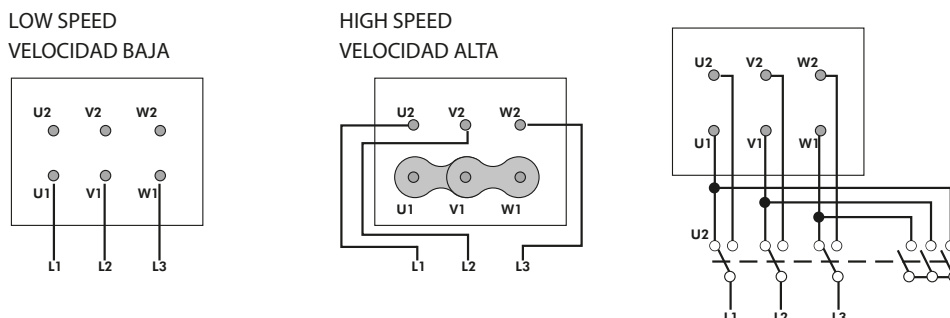 LOW SPEED
VELOCIDAD BAJA
U2 V2 W2
U1 V1 W1
L1 L2 L3
HIGH SPEED
VELOCIDAD ALTA
U2 V2 W2
U1 V1 W1
L1 L2 L3
U2 V2 W2
U1 V1 W1
U2
L1 L2 L3